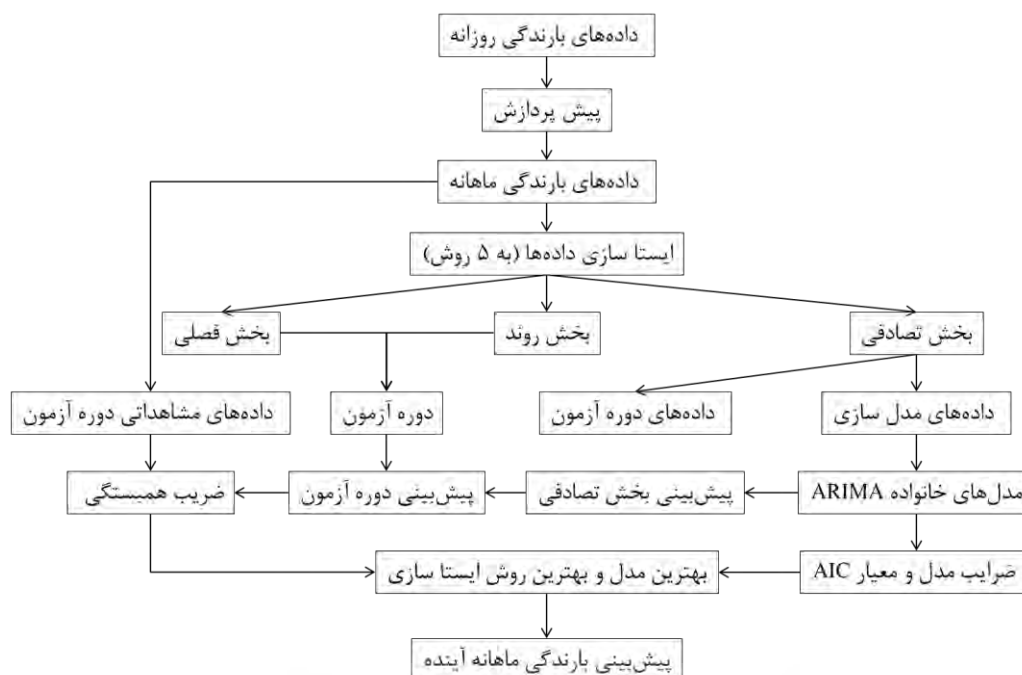 داده‌های بارندگی روزانه
پیش پردازش
داده‌های بارندگی ماهانه
ایستا سازی داده‌ها (به ۵ روش)
بخش تصادفی
بخش روند
بخش فصلی
داده‌های مدل سازی
داده‌های دوره آزمون
دوره آزمون
داده‌های مشاهداتی دوره آزمون
مدل‌های خانواده ARIMA
پیش‌بینی بخش تصادفی
پیش‌بینی دوره آزمون
ضریب همبستگی
ضرایب مدل و معیار AIC
بهترین مدل و بهترین روش ایستا سازی
پیش‌بینی بارندگی ماهانه آینده